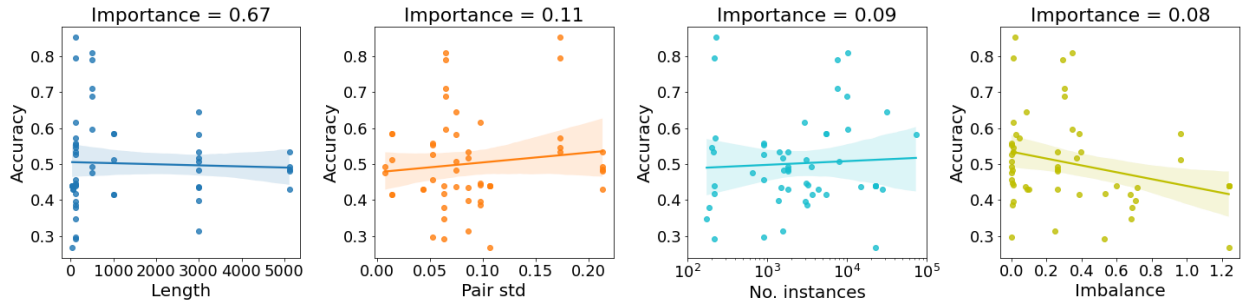 Importance = 0.67
Importance = 0.11
Importance = 0.09
Importance = 0.08
Accuracy
0.8
0.7
0.6
0.5
0.4
0.3
0 1000 2000 3000 4000 5000
Length
Accuracy
0.8
0.7
0.6
0.5
0.4
0.3
0.00 0.05 0.10 0.15 0.20
Pair std
Accuracy
0.8
0.7
0.6
0.5
0.4
0.3
10² 10³ 10⁴ 10⁵
No. instances
Accuracy
0.8
0.7
0.6
0.5
0.4
0.3
0.0 0.2 0.4 0.6 0.8 1.0 1.2
Imbalance